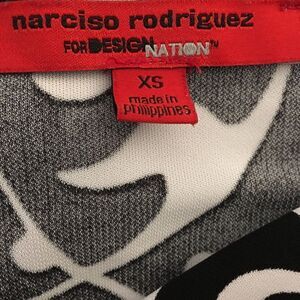 narciso rodriguez
FOR DESIGN NATION™
XS
made in
philippines